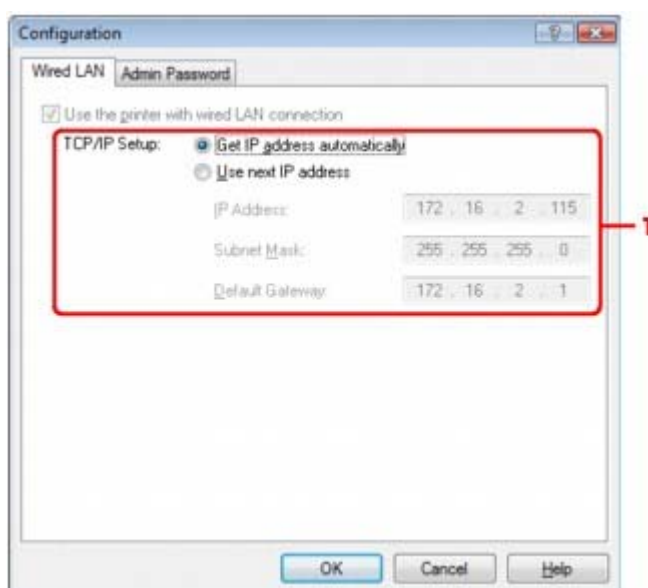 Configuration
Wired LAN Admin Password
Use the printer with wired LAN connection
TCP/IP Setup: Get IP address automatically
Use next IP address
IP Address: 172 . 16 . 2 . 115
1
Subnet Mask: 255 . 255 . 255 . 0
Default Gateway: 172 . 16 . 2 . 1
OK Cancel Help